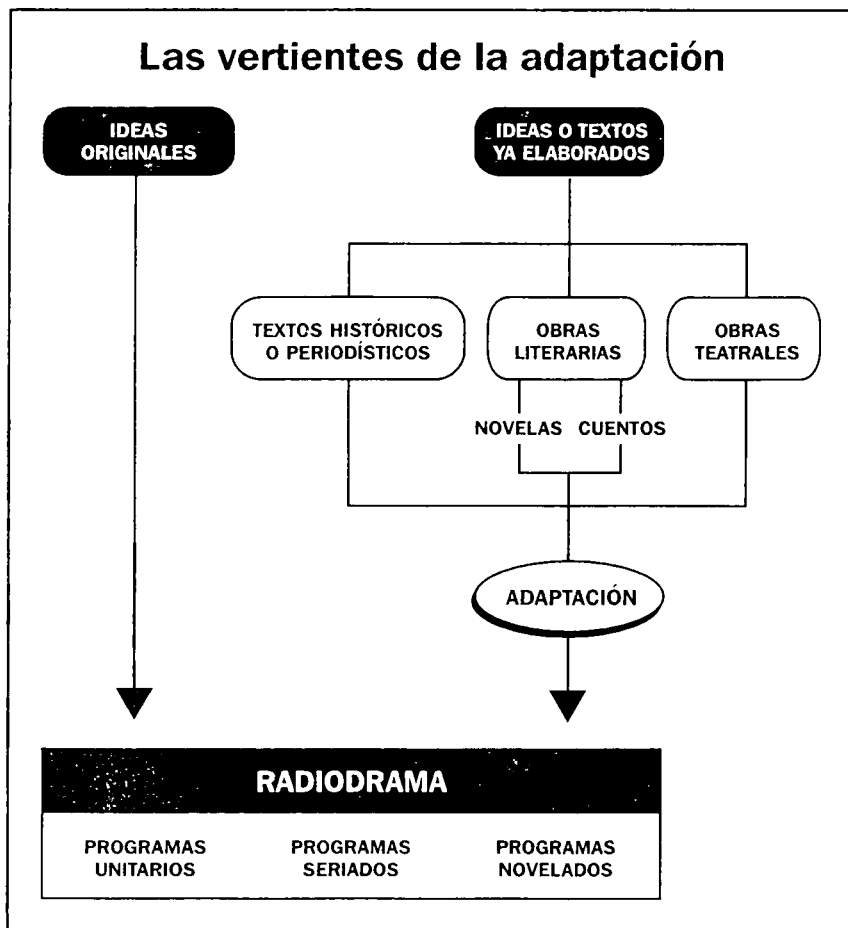 Las vertientes de la adaptación
IDEAS
ORIGINALES
IDEAS O TEXTOS
YA ELABORADOS
TEXTOS HISTÓRICOS
O PERIODÍSTICOS
OBRAS
LITERARIAS
OBRAS
TEATRALES
NOVELAS CUENTOS
ADAPTACIÓN
RADIODRAMA
PROGRAMAS
UNITARIOS
PROGRAMAS
SERIADOS
PROGRAMAS
NOVELADOS